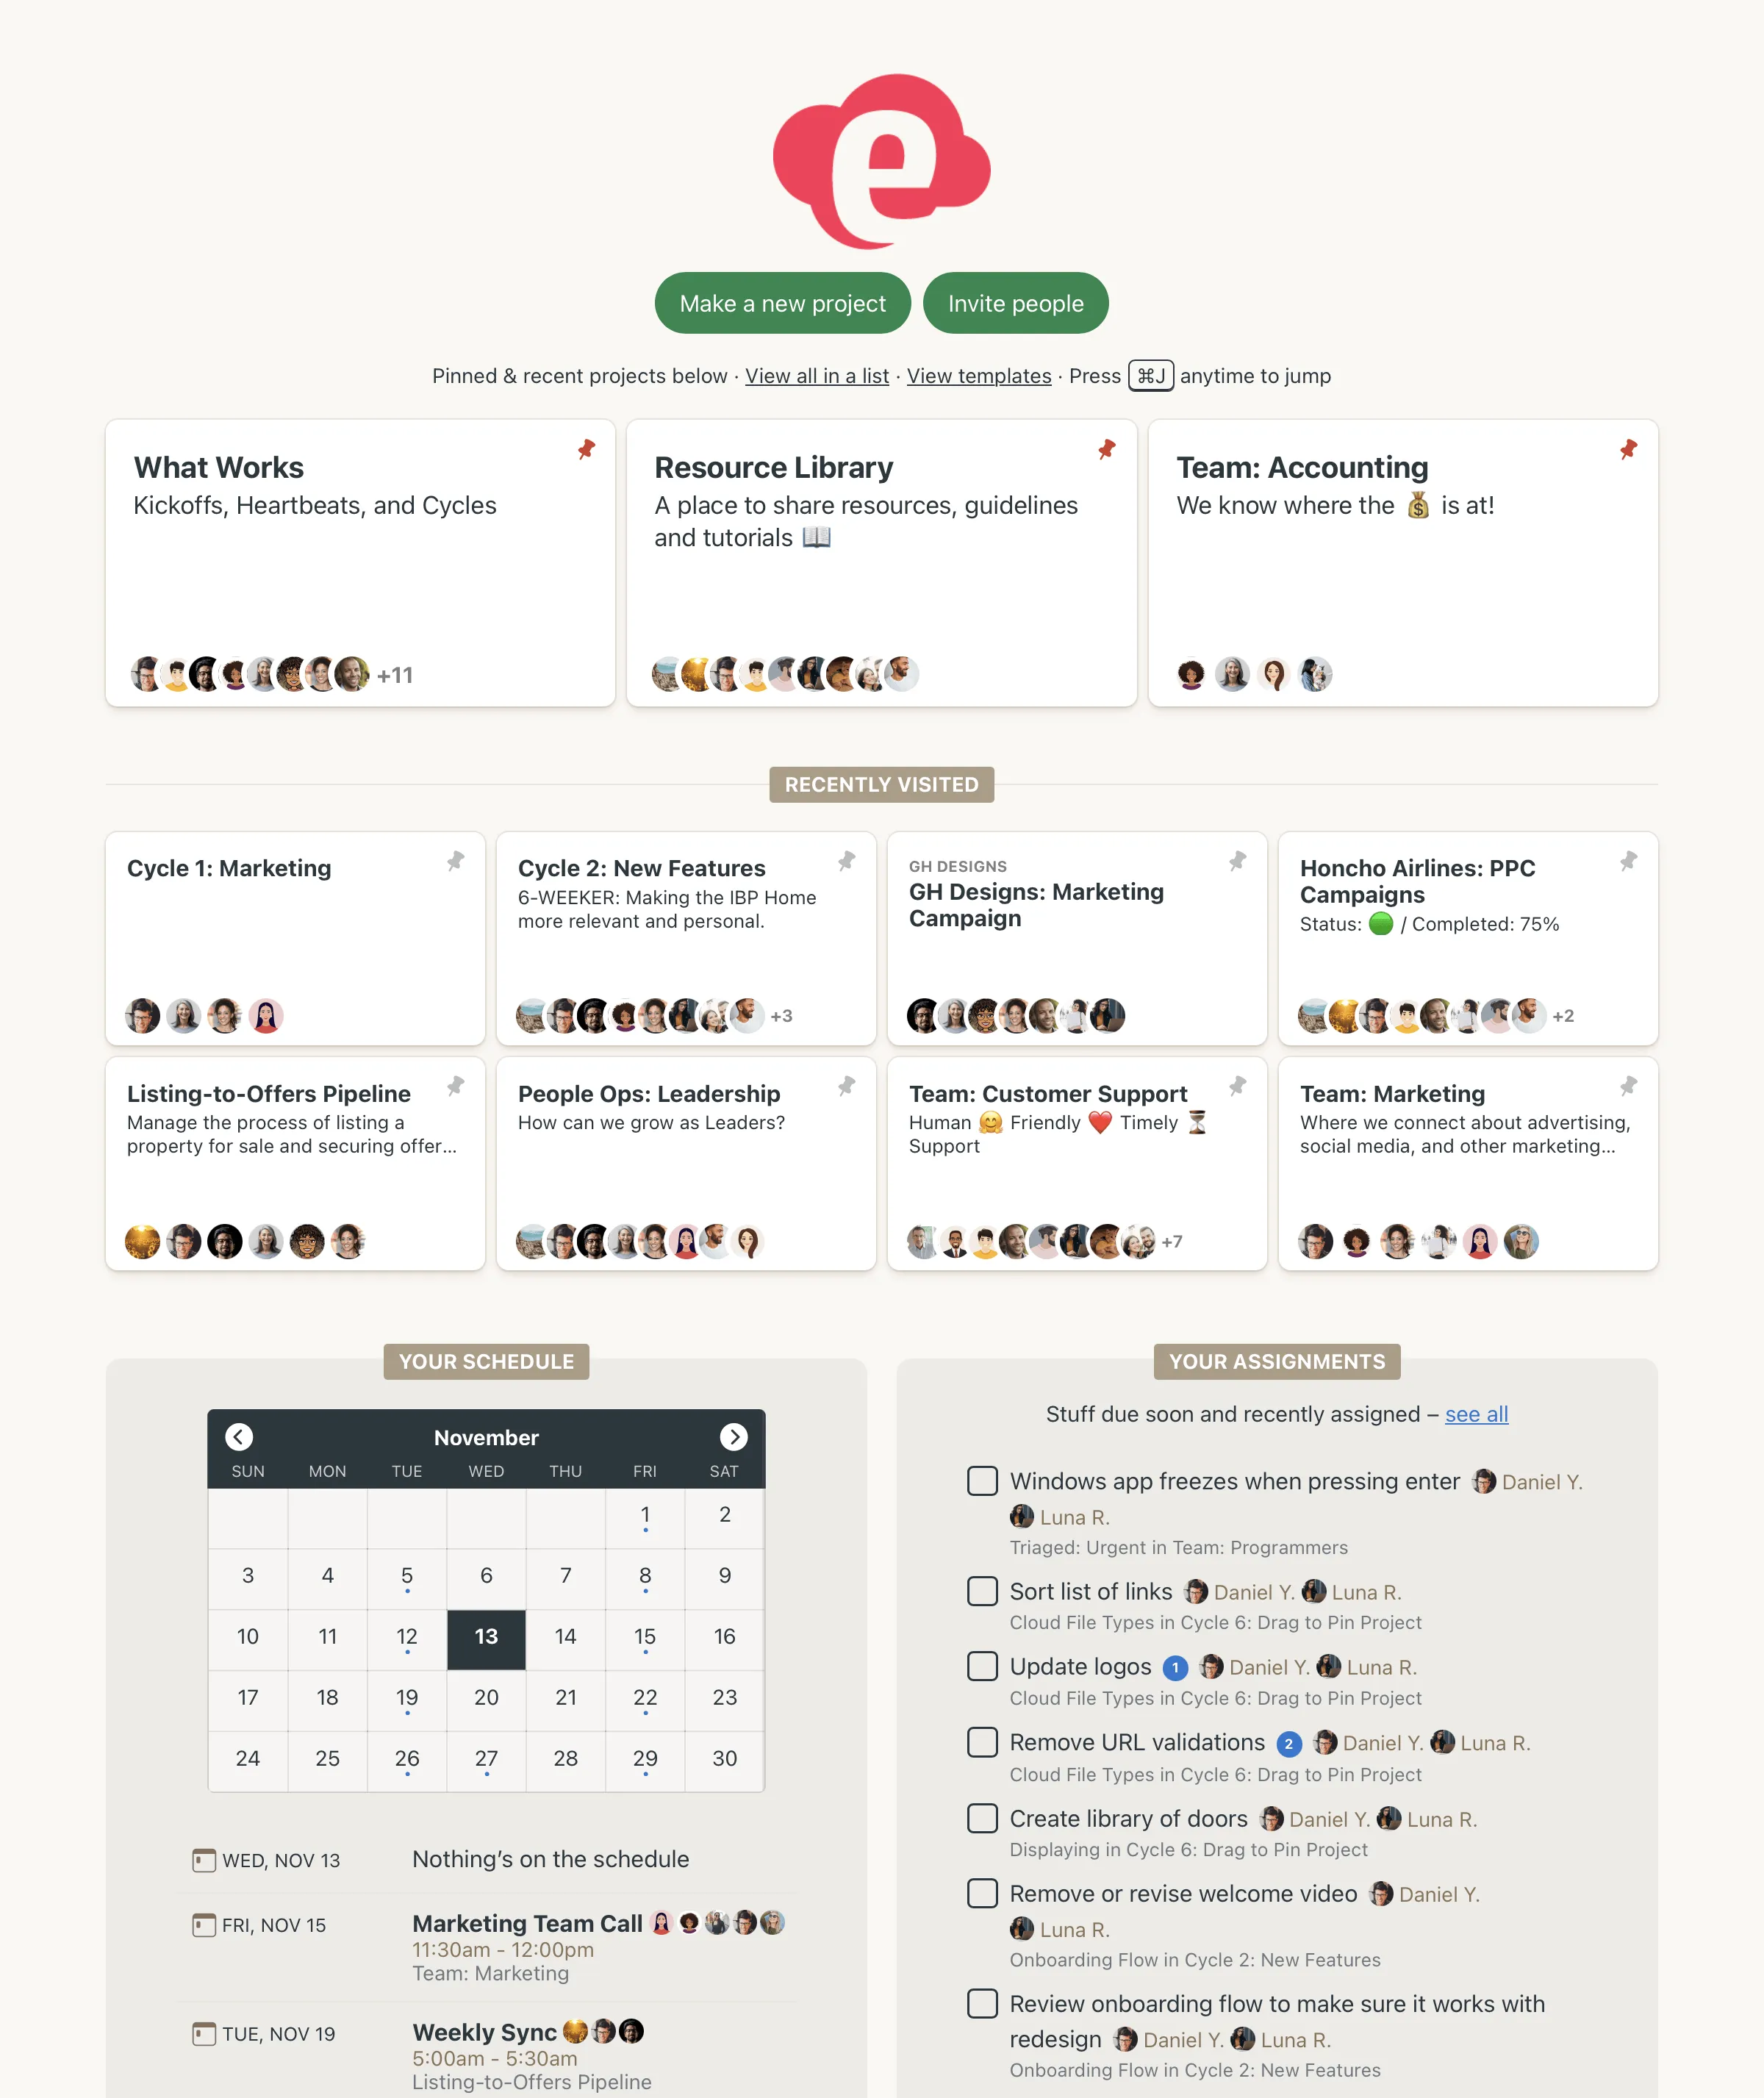 e
Make a new project
Invite people
Pinned & recent projects below · View all in a list · View templates · Press ⌘J anytime to jump
What Works
Kickoffs, Heartbeats, and Cycles
+11
Resource Library
A place to share resources, guidelines
and tutorials 📖
Team: Accounting
We know where the 💰 is at!
RECENTLY VISITED
Cycle 1: Marketing
Cycle 2: New Features
6-WEEKER: Making the IBP Home
more relevant and personal.
+3
GH DESIGNS
GH Designs: Marketing
Campaign
Honcho Airlines: PPC
Campaigns
Status: 🟢 / Completed: 75%
+2
Listing-to-Offers Pipeline
Manage the process of listing a
property for sale and securing offer...
People Ops: Leadership
How can we grow as Leaders?
Team: Customer Support
Human 🤗 Friendly ❤️ Timely ⏳
Support
+7
Team: Marketing
Where we connect about advertising,
social media, and other marketing...
YOUR SCHEDULE
November
SUN MON TUE WED THU FRI SAT
1 2
3 4 5 6 7 8 9
10 11 12 13 14 15 16
17 18 19 20 21 22 23
24 25 26 27 28 29 30
WED, NOV 13 Nothing’s on the schedule
FRI, NOV 15 Marketing Team Call
11:30am - 12:00pm
Team: Marketing
TUE, NOV 19 Weekly Sync
5:00am - 5:30am
Listing-to-Offers Pipeline
YOUR ASSIGNMENTS
Stuff due soon and recently assigned – see all
Windows app freezes when pressing enter Daniel Y.
Luna R.
Triaged: Urgent in Team: Programmers
Sort list of links Daniel Y. Luna R.
Cloud File Types in Cycle 6: Drag to Pin Project
Update logos 1 Daniel Y. Luna R.
Cloud File Types in Cycle 6: Drag to Pin Project
Remove URL validations 2 Daniel Y. Luna R.
Cloud File Types in Cycle 6: Drag to Pin Project
Create library of doors Daniel Y. Luna R.
Displaying in Cycle 6: Drag to Pin Project
Remove or revise welcome video Daniel Y.
Luna R.
Onboarding Flow in Cycle 2: New Features
Review onboarding flow to make sure it works with
redesign Daniel Y. Luna R.
Onboarding Flow in Cycle 2: New Features